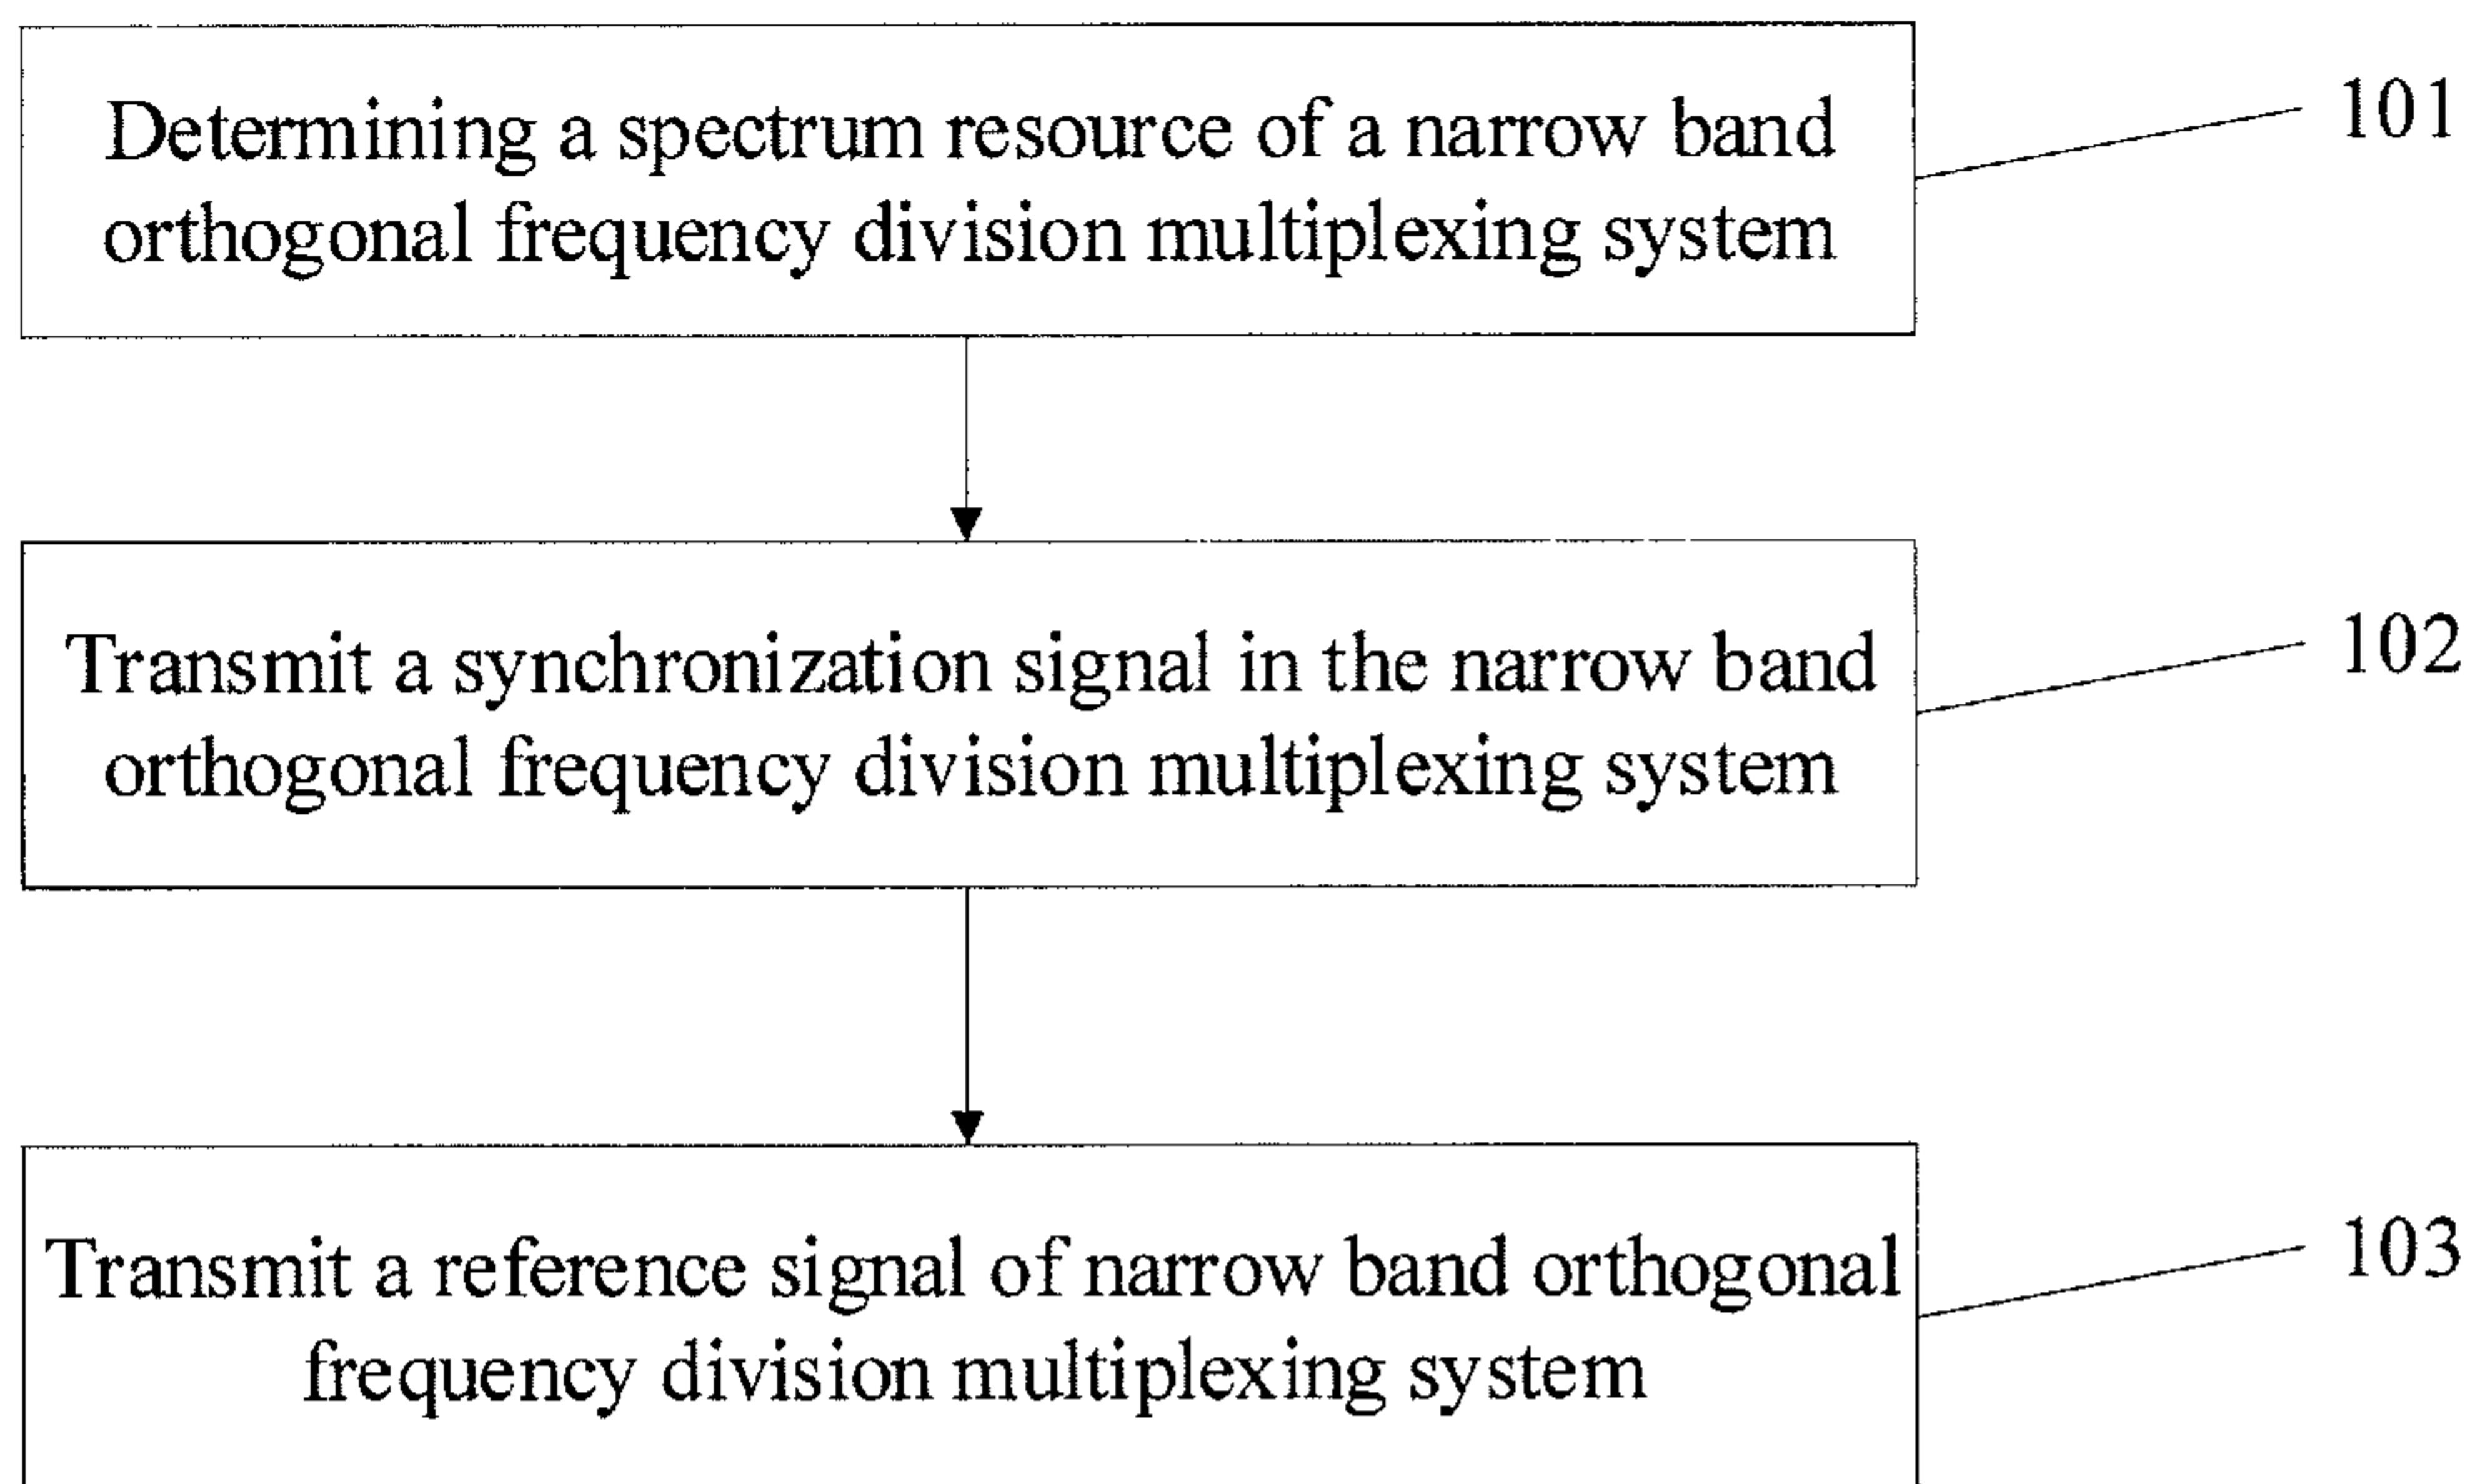 Determining a spectrum resource of a narrow band
orthogonal frequency division multiplexing system
101
Transmit a synchronization signal in the narrow band
orthogonal frequency division multiplexing system
102
Transmit a reference signal of narrow band orthogonal
frequency division multiplexing system
103